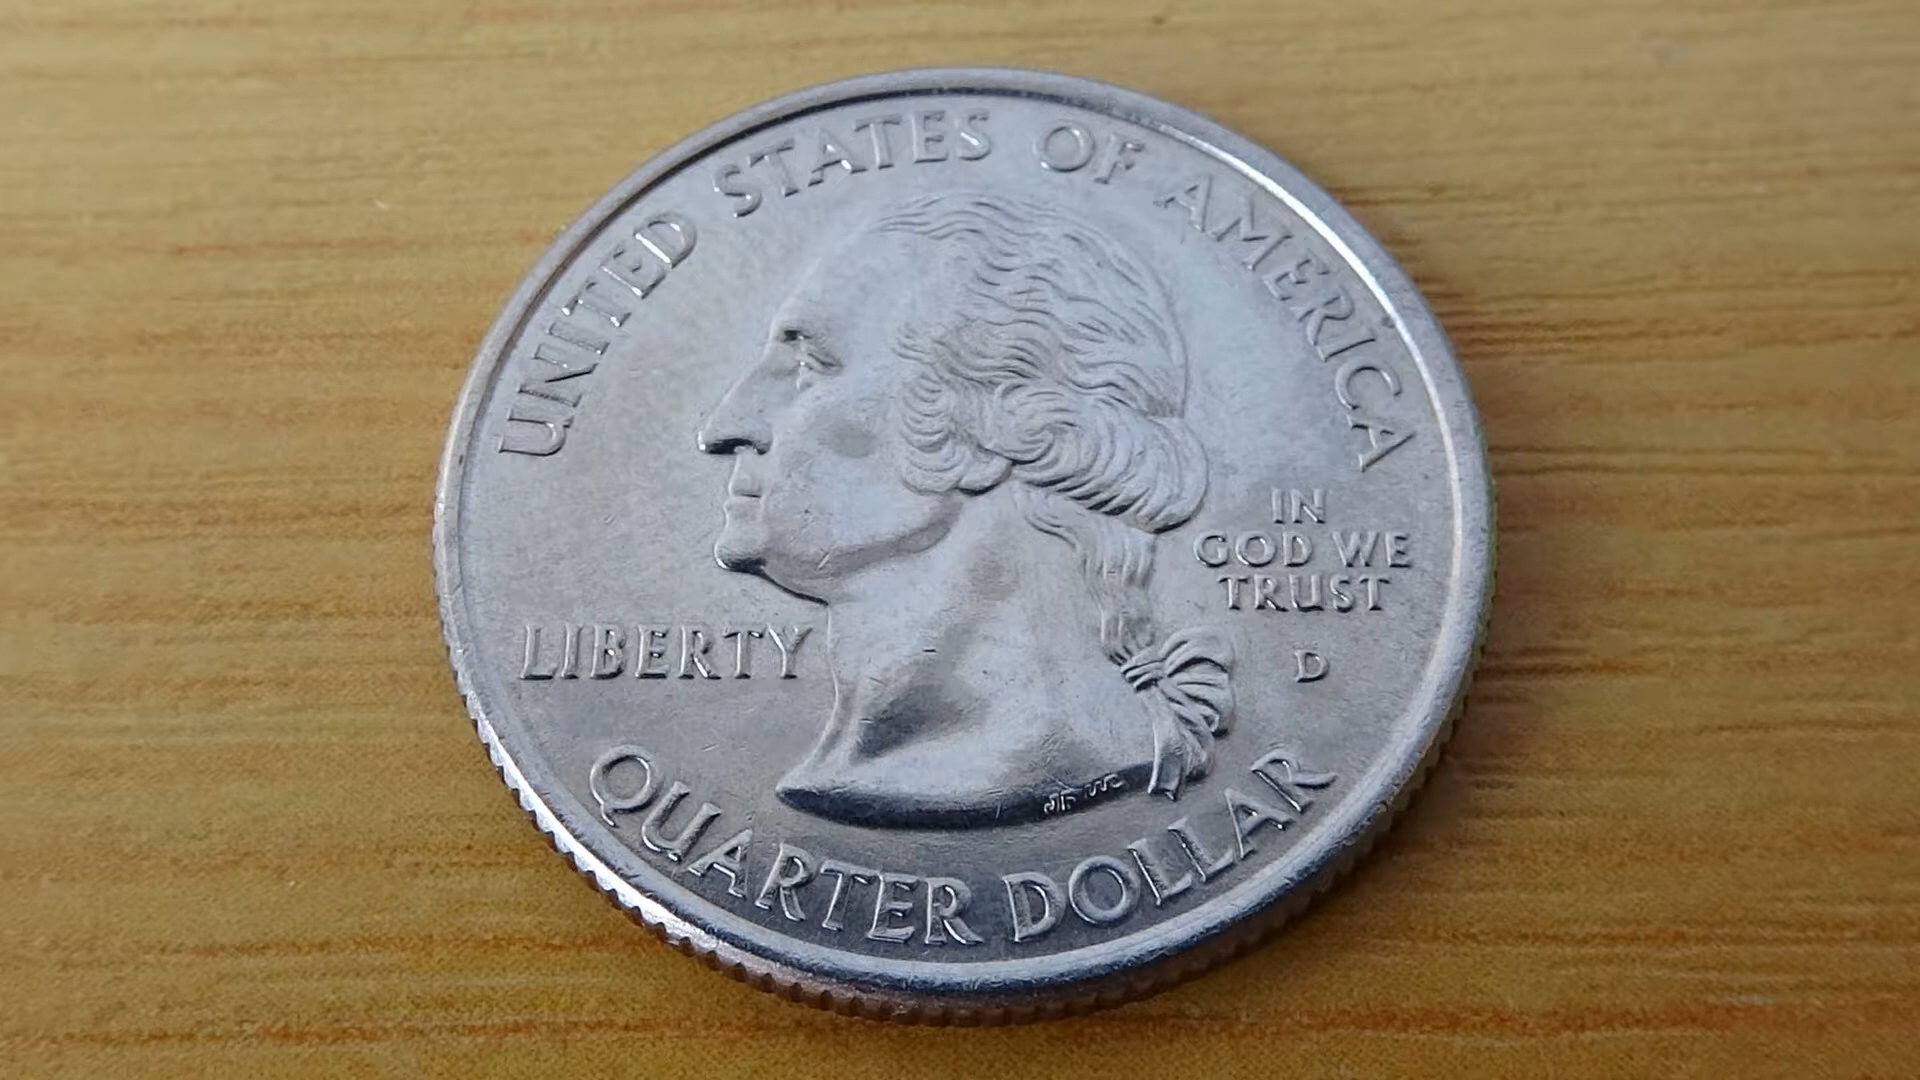 UNITED STATES OF AMERICA
LIBERTY
IN
GOD WE
TRUST
D
QUARTER DOLLAR